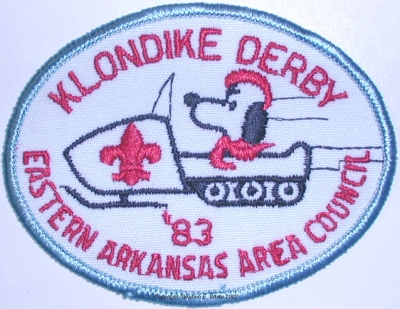 KLONDIKE DERBY
'83
EASTERN ARKANSAS AREA COUNCIL